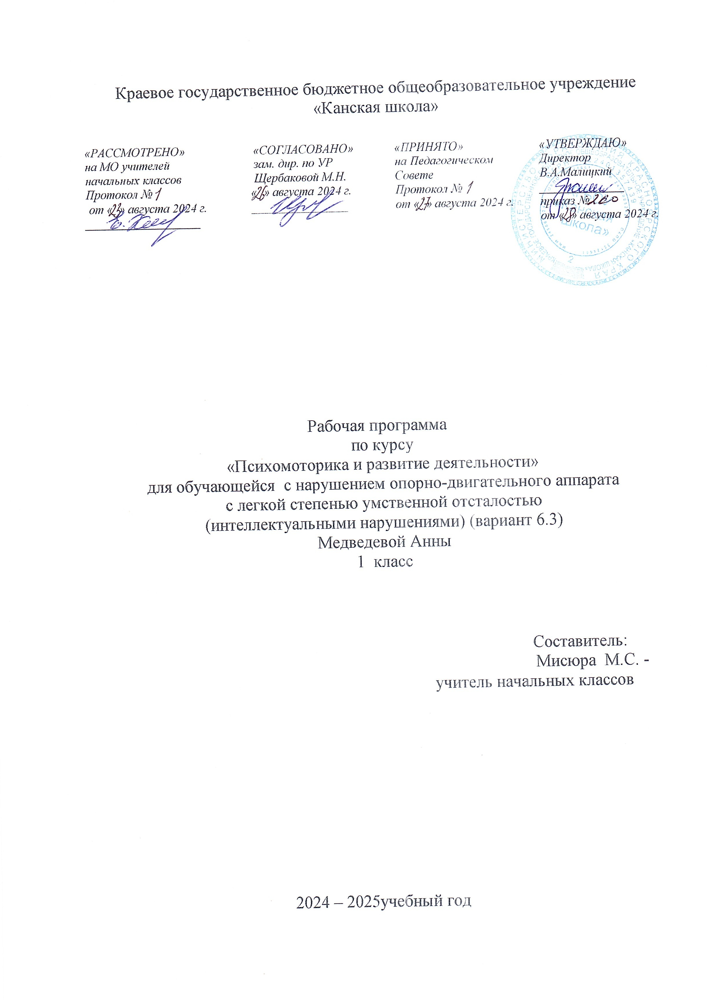 Краевое государственное бюджетное общеобразовательное учреждение
«Канская школа»
«РАССМОТРЕНО»
на МО учителей
начальных классов
Протокол № 1
от «23» августа 2024 г.
«СОГЛАСОВАНО»
зам. дир. по УР
Щербаковой М.Н.
«26» августа 2024 г.
«ПРИНЯТО»
на Педагогическом
Совете
Протокол № 1
от «27» августа 2024 г.
«УТВЕРЖДАЮ»
Директор
В.А.Малицкий
приказ №200
от «28» августа 2024 г.
школа»
Рабочая программа
по курсу
«Психомоторика и развитие деятельности»
для обучающейся  с нарушением опорно-двигательного аппарата
с легкой степенью умственной отсталостью
(интеллектуальными нарушениями) (вариант 6.3)
Медведевой Анны
1  класс
Составитель:
Мисюра  М.С. -
учитель начальных классов
2024 – 2025учебный год